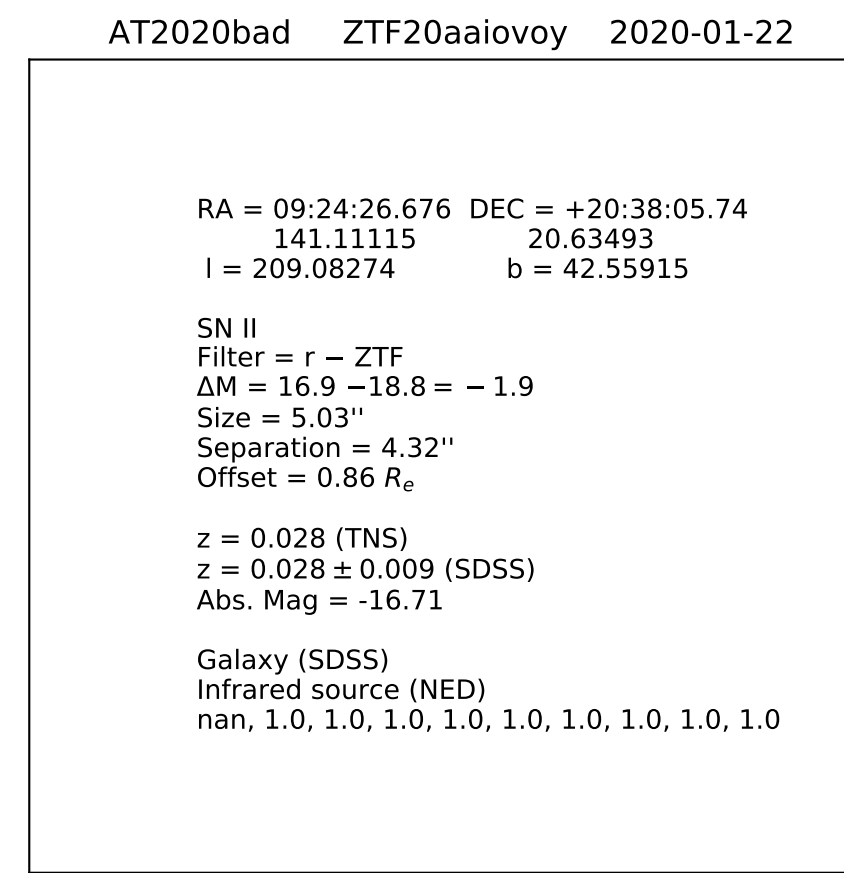 AT2020bad ZTF20aaiovoy 2020-01-22
RA = 09:24:26.676 DEC = +20:38:05.74
141.11115 20.63493
l = 209.08274 b = 42.55915
SN II
Filter = r − ZTF
ΔM = 16.9 −18.8 = − 1.9
Size = 5.03''
Separation = 4.32''
Offset = 0.86 Re
z = 0.028 (TNS)
z = 0.028 ± 0.009 (SDSS)
Abs. Mag = -16.71
Galaxy (SDSS)
Infrared source (NED)
nan, 1.0, 1.0, 1.0, 1.0, 1.0, 1.0, 1.0, 1.0, 1.0